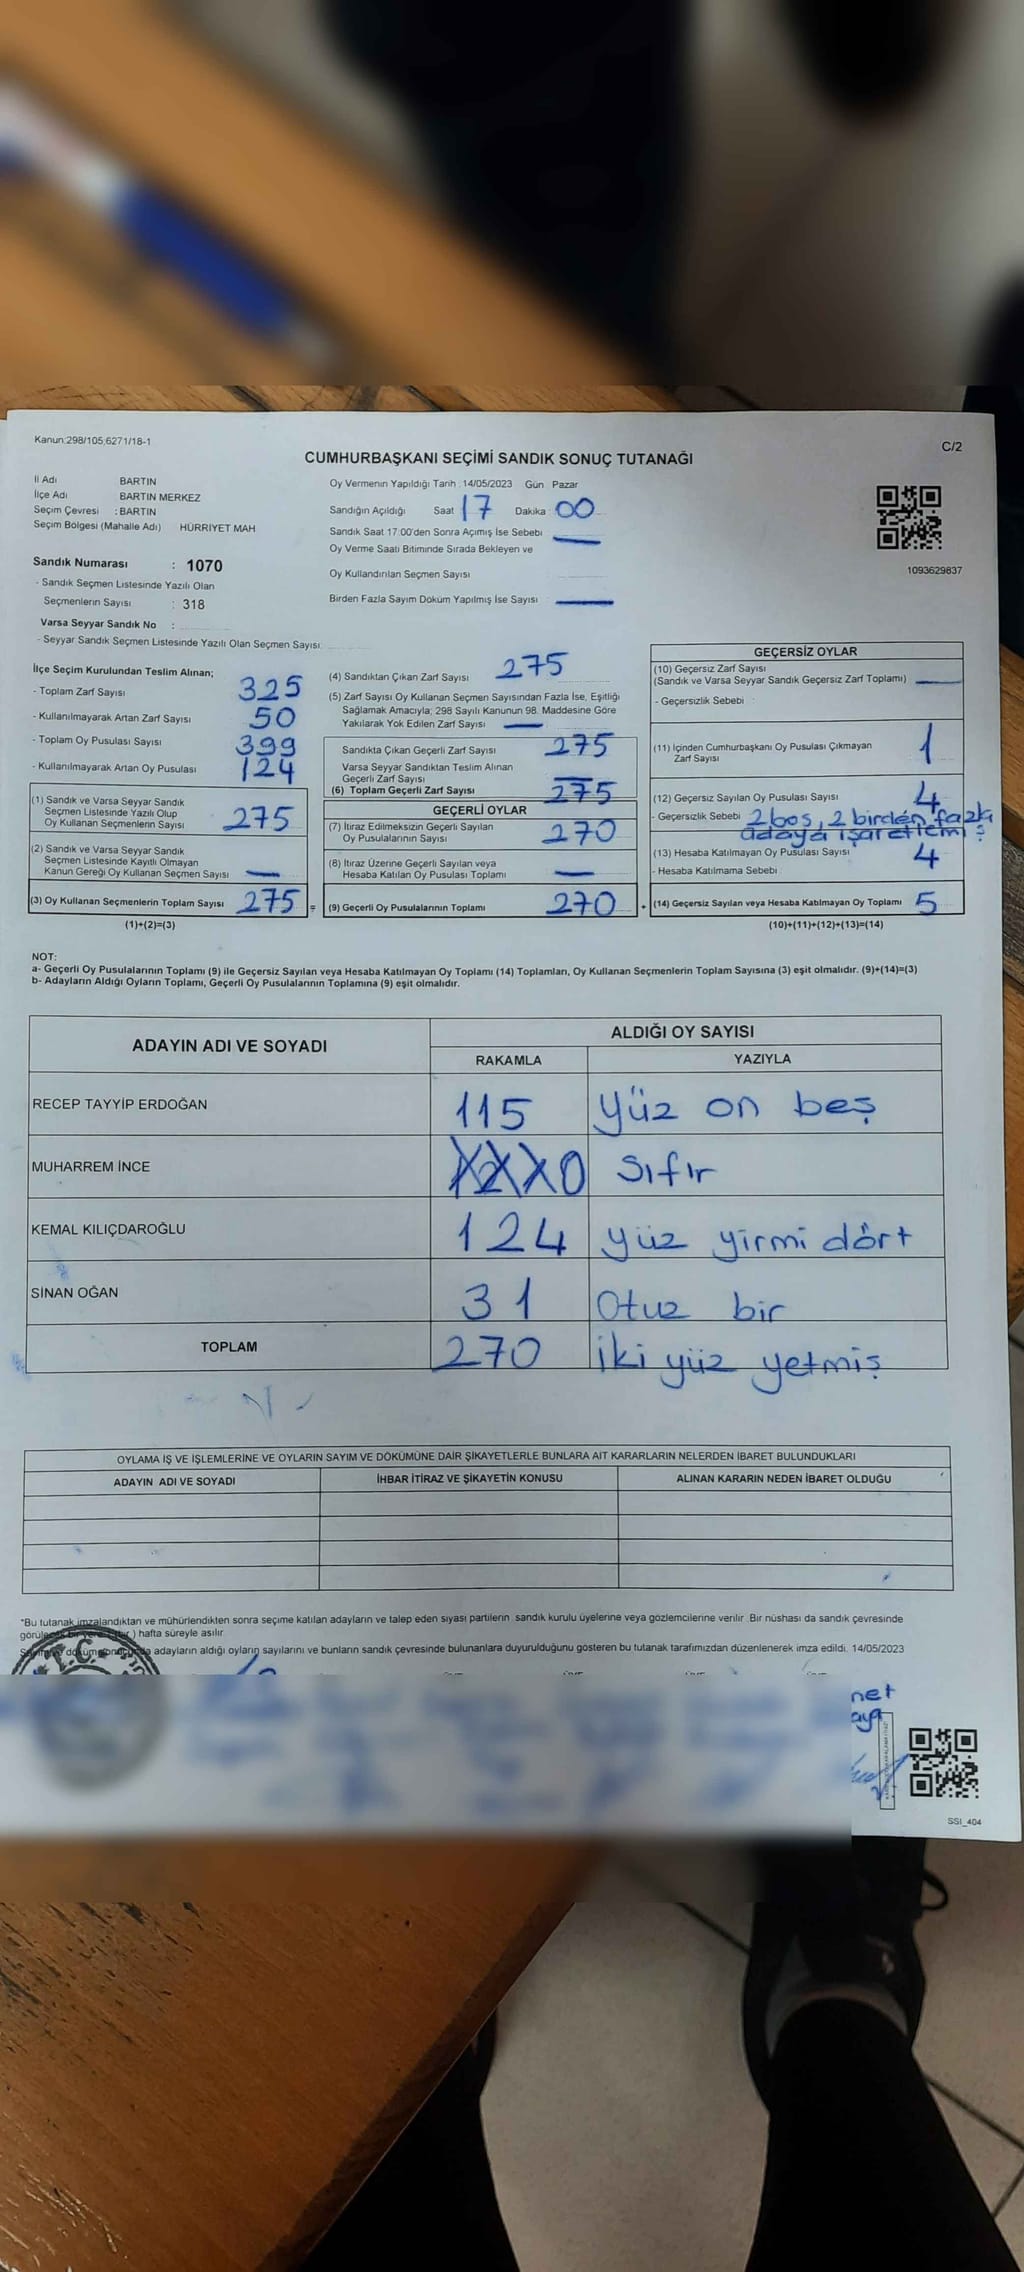 Kanun:298/105;6271/18-1
C/2
CUMHURBAŞKANI SEÇİMİ SANDIK SONUÇ TUTANAĞI
İl Adı BARTIN
İlçe Adı BARTIN MERKEZ
Seçim Çevresi : BARTIN
Seçim Bölgesi (Mahalle Adı) HÜRRİYET MAH
Sandık Numarası : 1070
- Sandık Seçmen Listesinde Yazılı Olan
Seçmenlerin Sayısı : 318
Varsa Seyyar Sandık No :
- Seyyar Sandık Seçmen Listesinde Yazılı Olan Seçmen Sayısı:
Oy Vermenin Yapıldığı Tarih : 14/05/2023 Gün Pazar
Sandığın Açıldığı Saat 17 Dakika 00
Sandık Saat 17:00'den Sonra Açımış İse Sebebi —
Oy Verme Saati Bitiminde Sırada Bekleyen ve
Oy Kullandırılan Seçmen Sayısı
Birden Fazla Sayım Döküm Yapılmış İse Sayısı —
1093629837
İlçe Seçim Kurulundan Teslim Alınan;
- Toplam Zarf Sayısı 325
- Kullanılmayarak Artan Zarf Sayısı 50
- Toplam Oy Pusulası Sayısı 399
- Kullanılmayarak Artan Oy Pusulası 124
(1) Sandık ve Varsa Seyyar Sandık
Seçmen Listesinde Yazılı Olup
Oy Kullanan Seçmenlerin Sayısı 275
(2) Sandık ve Varsa Seyyar Sandık
Seçmen Listesinde Kayıtlı Olmayan
Kanun Gereği Oy Kullanan Seçmen Sayısı —
(3) Oy Kullanan Seçmenlerin Toplam Sayısı 275 =
(1)+(2)=(3)
(4) Sandıktan Çıkan Zarf Sayısı 275
(5) Zarf Sayısı Oy Kullanan Seçmen Sayısından Fazla İse, Eşitliği
Sağlamak Amacıyla; 298 Sayılı Kanunun 98. Maddesine Göre
Yakılarak Yok Edilen Zarf Sayısı —
Sandıkta Çıkan Geçerli Zarf Sayısı 275
Varsa Seyyar Sandıktan Teslim Alınan
Geçerli Zarf Sayısı —
(6) Toplam Geçerli Zarf Sayısı 275
GEÇERLİ OYLAR
(7) İtiraz Edilmeksizin Geçerli Sayılan
Oy Pusulalarının Sayısı 270
(8) İtiraz Üzerine Geçerli Sayılan veya
Hesaba Katılan Oy Pusulası Toplamı —
(9) Geçerli Oy Pusulalarının Toplamı 270 +
GEÇERSİZ OYLAR
(10) Geçersiz Zarf Sayısı
(Sandık ve Varsa Seyyar Sandık Geçersiz Zarf Toplamı) —
- Geçersizlik Sebebi
(11) İçinden Cumhurbaşkanı Oy Pusulası Çıkmayan
Zarf Sayısı 1
(12) Geçersiz Sayılan Oy Pusulası Sayısı 4
- Geçersizlik Sebebi 2 boş, 2 birden fazla
adaya işaretlemiş
(13) Hesaba Katılmayan Oy Pusulası Sayısı 4
- Hesaba Katılmama Sebebi
(14) Geçersiz Sayılan veya Hesaba Katılmayan Oy Toplamı 5
(10)+(11)+(12)+(13)=(14)
NOT:
a- Geçerli Oy Pusulalarının Toplamı (9) ile Geçersiz Sayılan veya Hesaba Katılmayan Oy Toplamı (14) Toplamları, Oy Kullanan Seçmenlerin Toplam Sayısına (3) eşit olmalıdır. (9)+(14)=(3)
b- Adayların Aldığı Oyların Toplamı, Geçerli Oy Pusulalarının Toplamına (9) eşit olmalıdır.
ADAYIN ADI VE SOYADI ALDIĞI OY SAYISI
RAKAMLA YAZIYLA
RECEP TAYYİP ERDOĞAN 115 yüz on beş
MUHARREM İNCE 0 sıfır
KEMAL KILIÇDAROĞLU 124 yüz yirmi dört
SİNAN OĞAN 31 Otuz bir
TOPLAM 270 iki yüz yetmiş
OYLAMA İŞ VE İŞLEMLERİNE VE OYLARIN SAYIM VE DÖKÜMÜNE DAİR ŞİKAYETLERLE BUNLARA AİT KARARLARIN NELERDEN İBARET BULUNDUKLARI
ADAYIN ADI VE SOYADI İHBAR İTİRAZ VE ŞİKAYETİN KONUSU ALINAN KARARIN NEDEN İBARET OLDUĞU
*Bu tutanak imzalandıktan ve mühürlendikten sonra seçime katılan adayların ve talep eden siyasi partilerin sandık kurulu üyelerine veya gözlemcilerine verilir. Bir nüshası da sandık çevresinde
) hafta süreyle asılır.
adayların aldığı oyların sayılarını ve bunların sandık çevresinde bulunanlara duyurulduğunu gösteren bu tutanak tarafımızdan düzenlenerek imza edildi. 14/05/2023
SSI_404